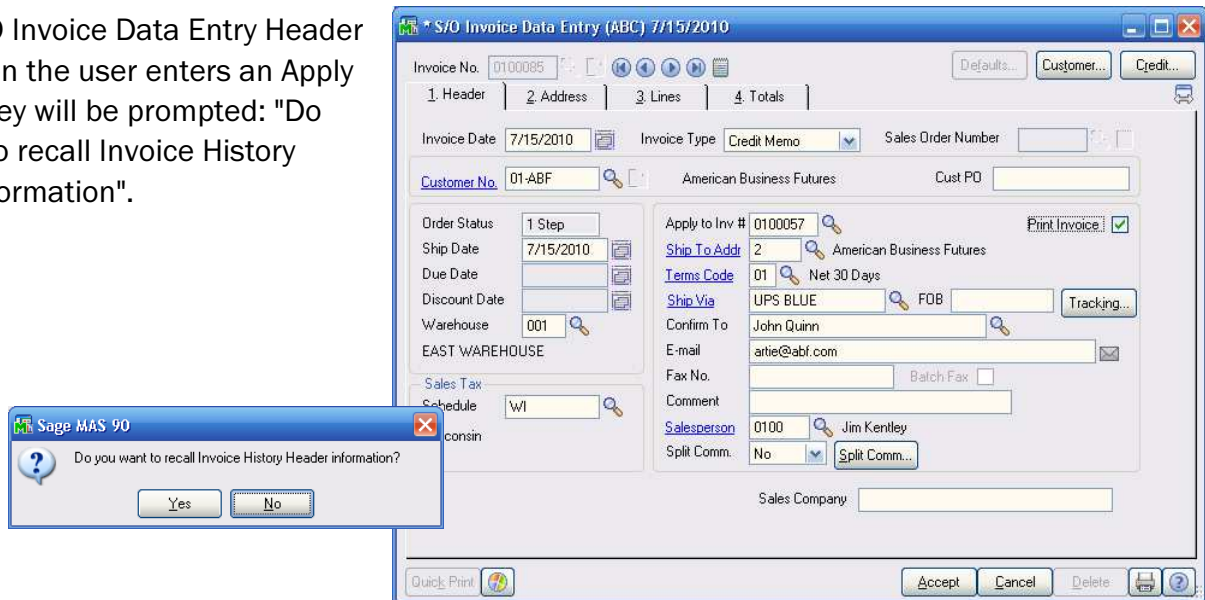 O Invoice Data Entry Header
n the user enters an Apply
ey will be prompted: "Do
o recall Invoice History
ormation".
* S/O Invoice Data Entry (ABC) 7/15/2010
Invoice No. 0100085 Defaults... Customer... Credit...
1. Header 2. Address 3. Lines 4. Totals
Invoice Date 7/15/2010 Invoice Type Credit Memo Sales Order Number
Customer No. 01-ABF American Business Futures Cust PO
Order Status 1 Step Apply to Inv # 0100057 Print Invoice
Ship Date 7/15/2010 Ship To Addr 2 American Business Futures
Due Date Terms Code 01 Net 30 Days
Discount Date Ship Via UPS BLUE FOB Tracking...
Warehouse 001 Confirm To John Quinn
EAST WAREHOUSE E-mail artie@abf.com
Fax No. Batch Fax
Sales Tax
Schedule WI Comment
consin Salesperson 0100 Jim Kentley
Split Comm. No Split Comm...
Sales Company
Sage MAS 90
Do you want to recall Invoice History Header information?
Yes No
Quick Print Accept Cancel Delete